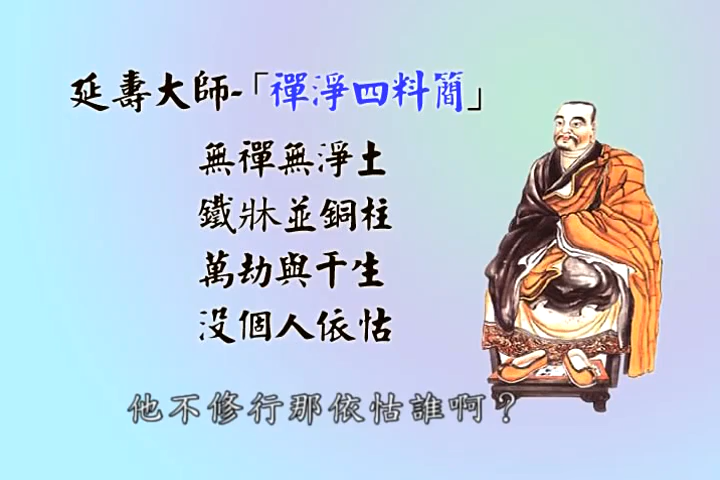 延壽大師-「禪淨四料簡」
無禪無淨土
鐵牀並銅柱
萬劫與千生
沒個人依怙
他不修行那依怙誰啊？